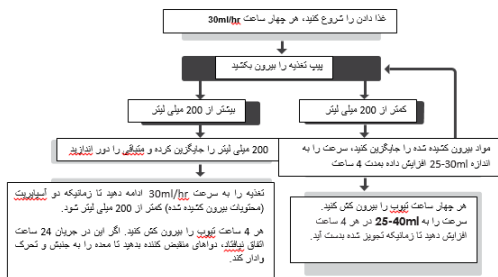 غذا دادن را شروع کنید، هر چهار ساعت 30ml/hr
پیپ تغذیه را بیرون بکشید
بیشتر از 200 میلی لیتر
کمتر از 200 میلی لیتر
200 میلی لیتر را جایگزین کرده و متباقی را دور اندازید
مواد بیرون کشیده شده را جایگزین کنید، سرعت را به
اندازه 25-30ml افزایش داده بمدت 4 ساعت
تغذیه را به سرعت 30ml/hr ادامه دهید تا زمانیکه دو آسپایریت
(محتویات بیرون کشیده شده) کمتر از 200 میلی لیتر شود.
هر 4 ساعت تیوپ را بیرون کش کنید. اگر این در جریان 24 ساعت
اتفاق نیافتاد، دواهای منقبض کننده بدهید تا معده را به جنبش و تحرک
وادار کند.
هر چهار ساعت تیوپ را بیرون کش کنید.
سرعت را به 25-40ml در هر 4 ساعت
افزایش دهید تا زمانیکه تجویز شده بدست آید.